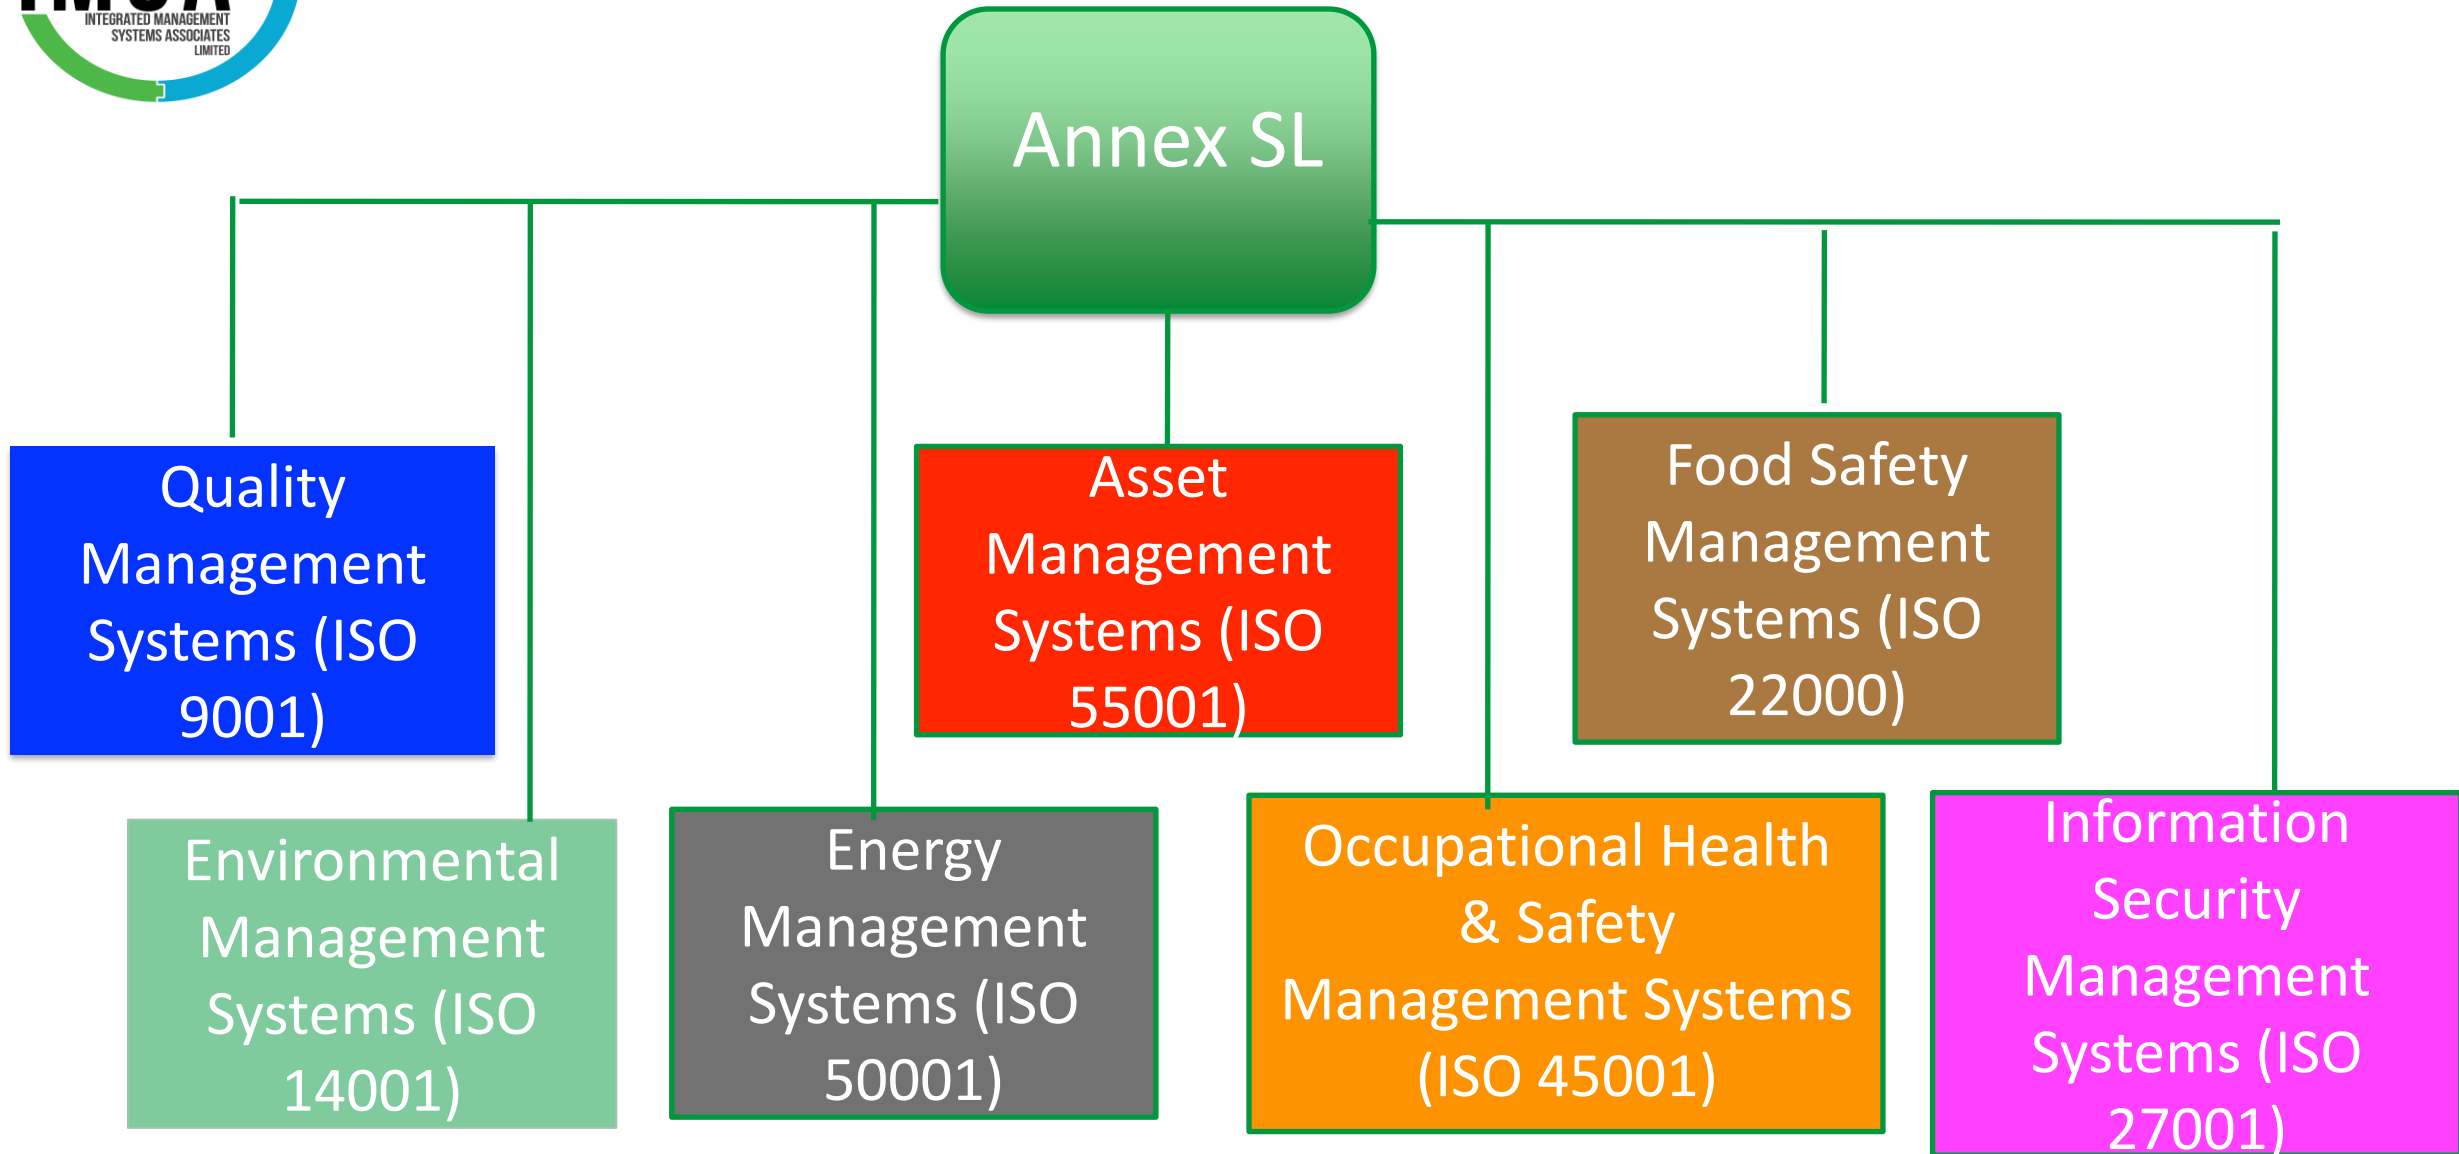 INTEGRATED MANAGEMENT
SYSTEMS ASSOCIATES
LIMITED
Annex SL
Quality
Management
Systems (ISO
9001)
Asset
Management
Systems (ISO
55001)
Food Safety
Management
Systems (ISO
22000)
Environmental
Management
Systems (ISO
14001)
Energy
Management
Systems (ISO
50001)
Occupational Health
& Safety
Management Systems
(ISO 45001)
Information
Security
Management
Systems (ISO
27001)